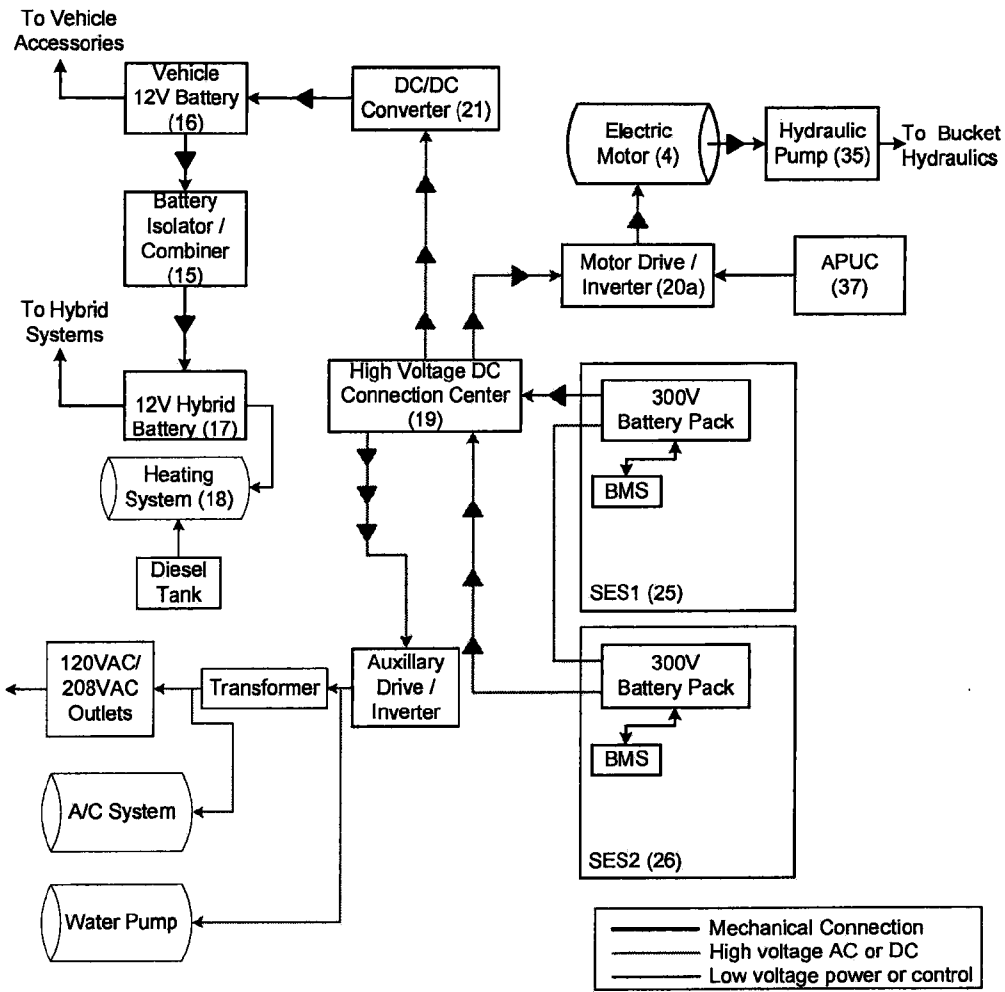 To Vehicle
Accessories
Vehicle
12V Battery
(16)
DC/DC
Converter (21)
Electric
Motor (4)
Hydraulic
Pump (35)
To Bucket
Hydraulics
Battery
Isolator /
Combiner
(15)
Motor Drive /
Inverter (20a)
APUC
(37)
To Hybrid
Systems
High Voltage DC
Connection Center
(19)
12V Hybrid
Battery (17)
300V
Battery Pack
BMS
SES1 (25)
Heating
System (18)
Diesel
Tank
120VAC/
208VAC
Outlets
Transformer
Auxillary
Drive /
Inverter
300V
Battery Pack
BMS
SES2 (26)
A/C System
Water Pump
Mechanical Connection
High voltage AC or DC
Low voltage power or control